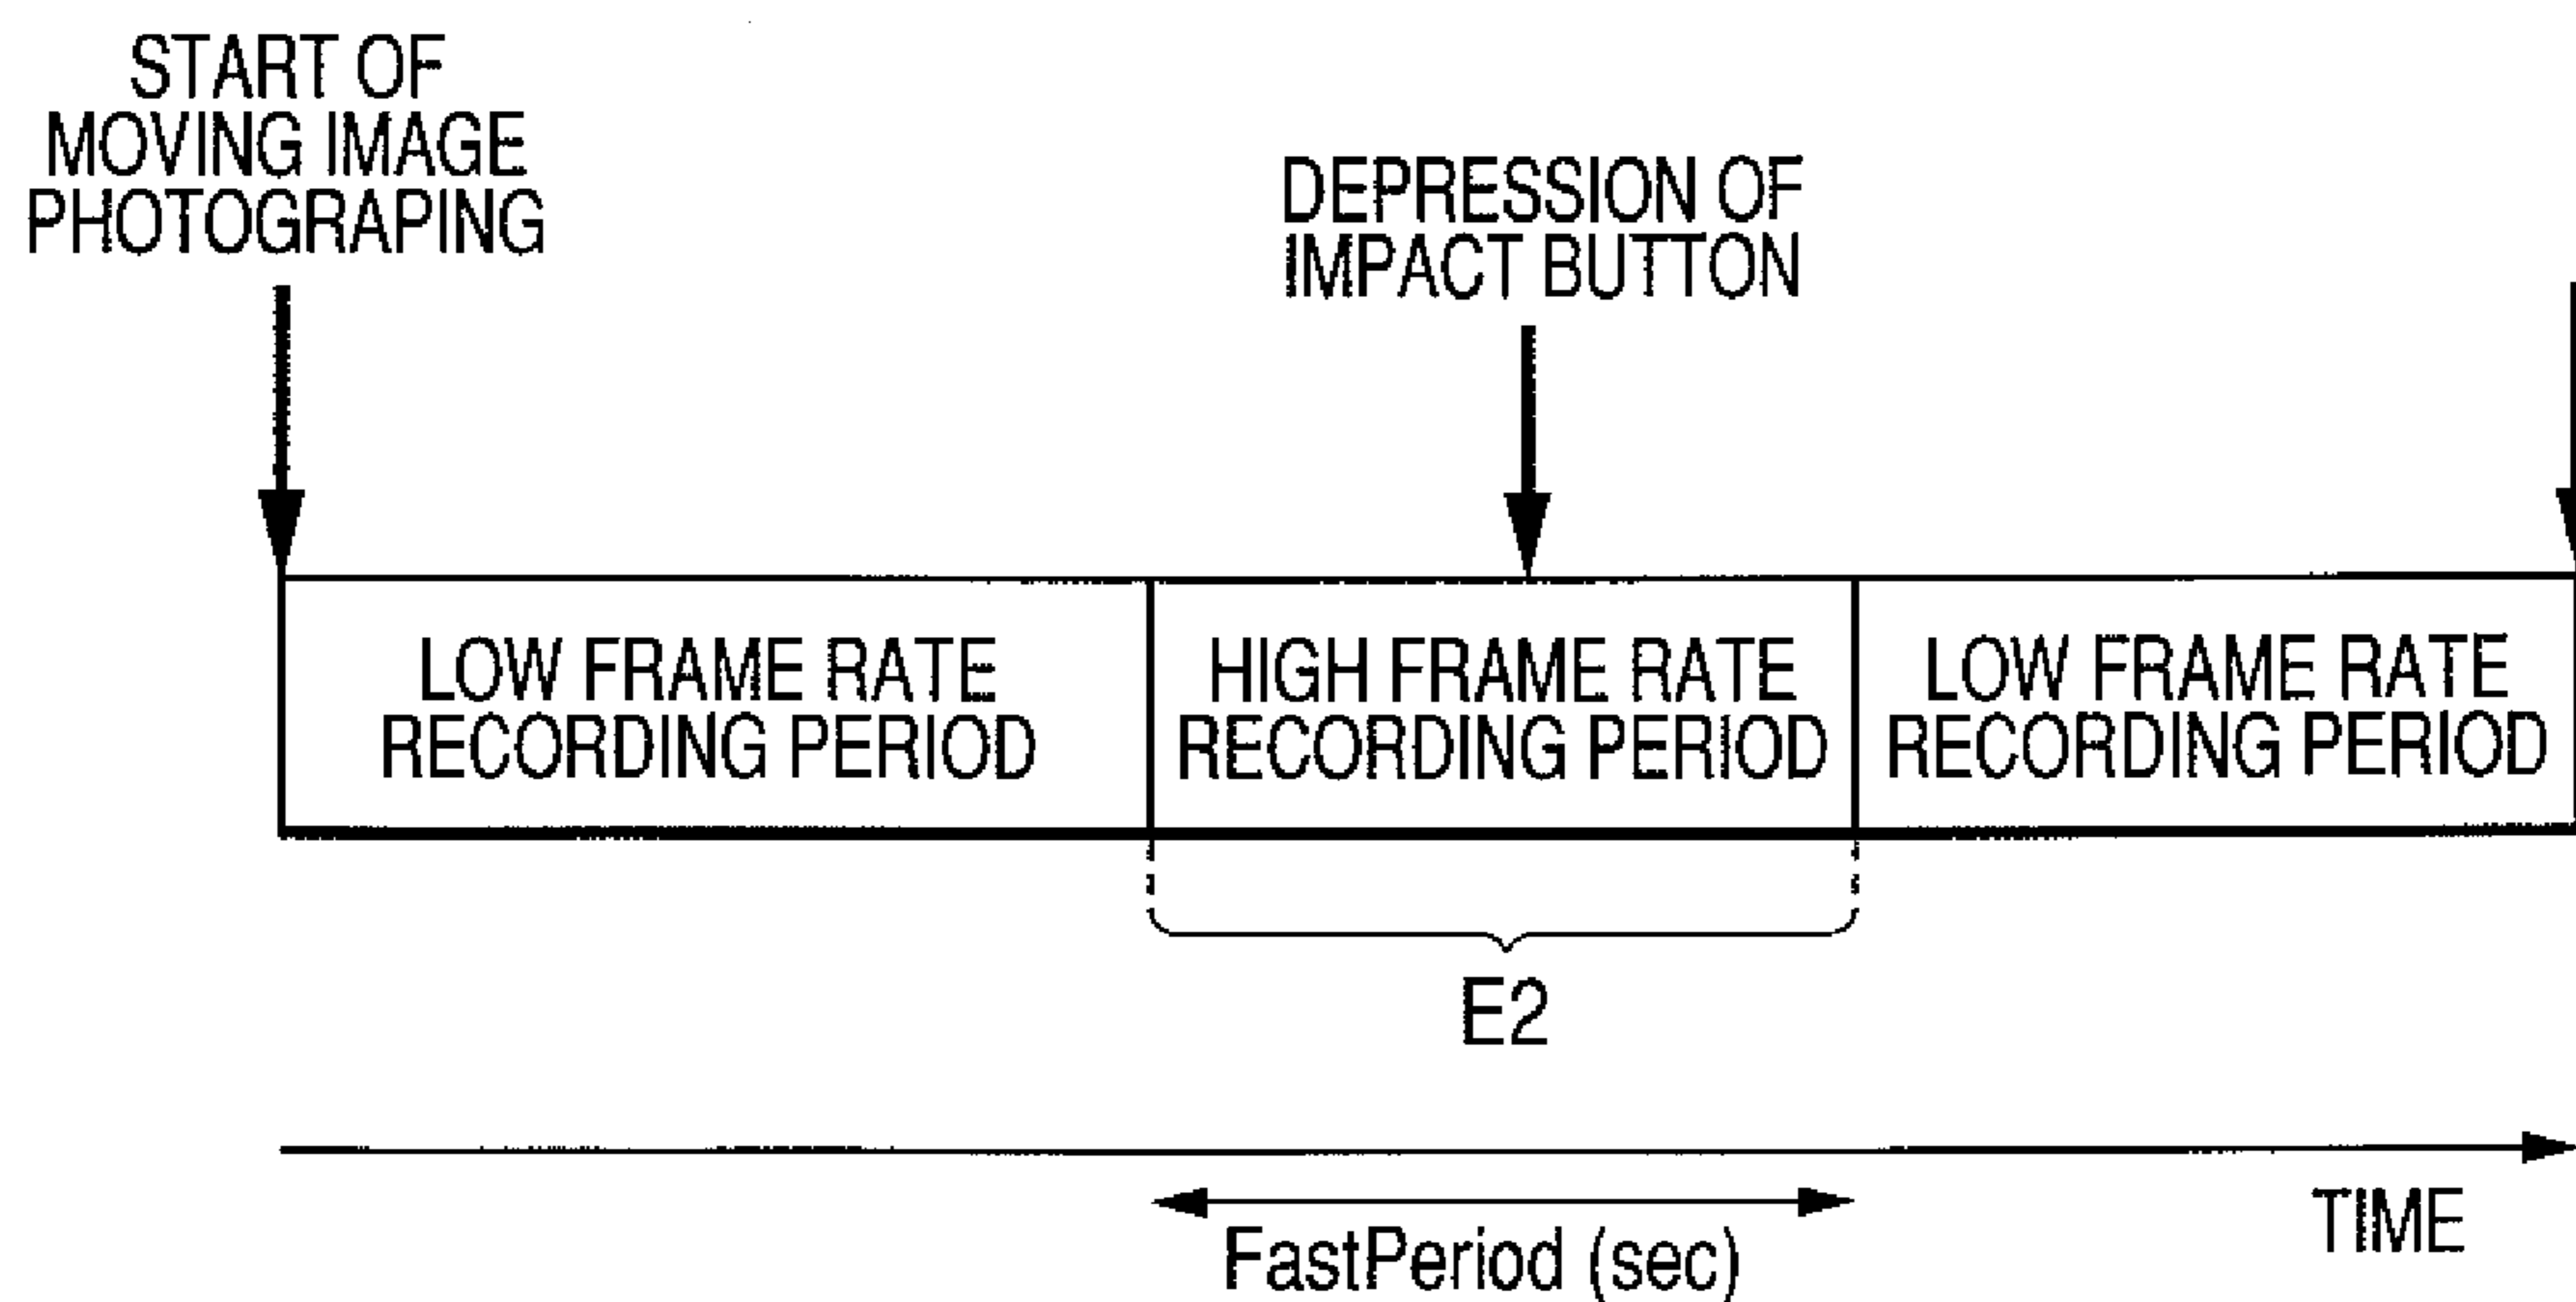 START OF
MOVING IMAGE
PHOTOGRAPING
DEPRESSION OF
IMPACT BUTTON
LOW FRAME RATE
RECORDING PERIOD
HIGH FRAME RATE
RECORDING PERIOD
LOW FRAME RATE
RECORDING PERIOD
E2
TIME
FastPeriod (sec)